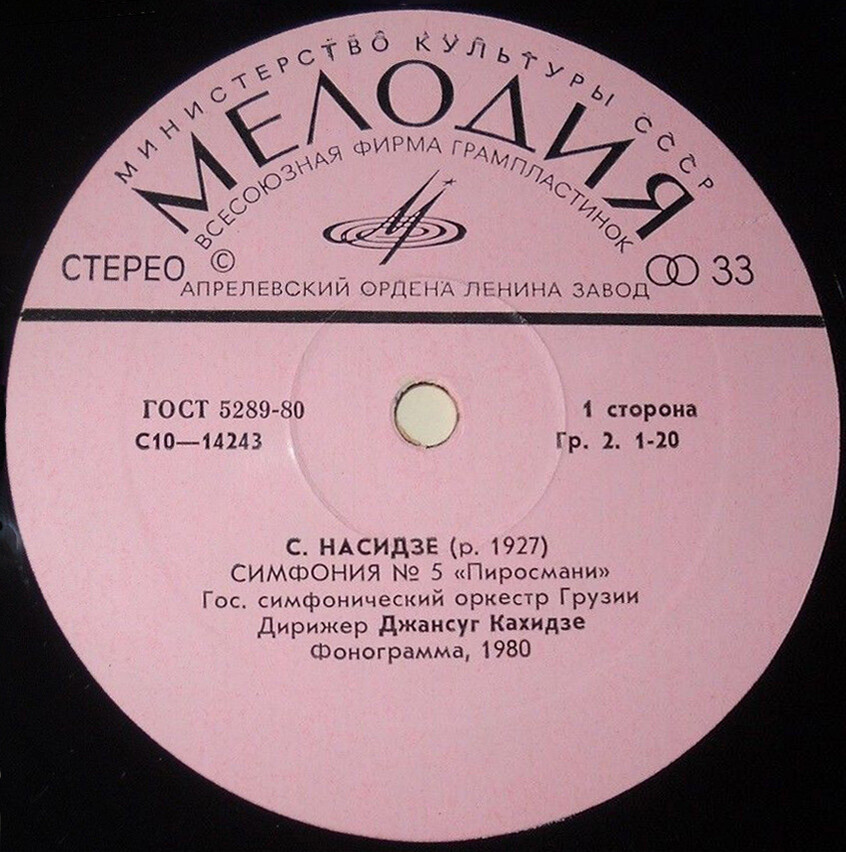 МИНИСТЕРСТВО КУЛЬТУРЫ СССР
МЕЛОДИЯ
ВСЕСОЮЗНАЯ ФИРМА ГРАМПЛАСТИНОК
СТЕРЕО © 33
АПРЕЛЕВСКИЙ ОРДЕНА ЛЕНИНА ЗАВОД
ГОСТ 5289-80 1 сторона
С10—14243 Гр. 2. 1-20
С. НАСИДЗЕ (р. 1927)
СИМФОНИЯ № 5 «Пиросмани»
Гос. симфонический оркестр Грузии
Дирижер Джансуг Кахидзе
Фонограмма, 1980